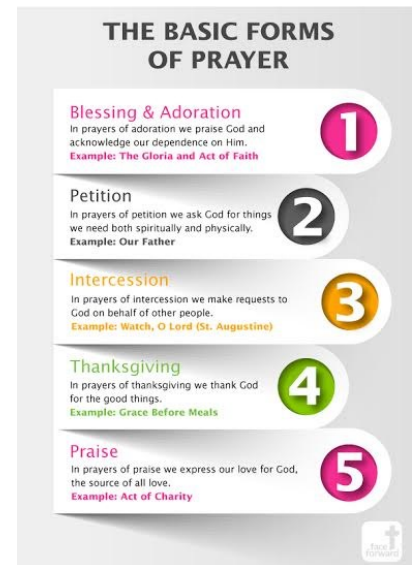 THE BASIC FORMS
OF PRAYER
Blessing & Adoration
In prayers of adoration we praise God and
acknowledge our dependence on Him.
Example: The Gloria and Act of Faith
1
Petition
In prayers of petition we ask God for things
we need both spiritually and physically.
Example: Our Father
2
Intercession
In prayers of intercession we make requests to
God on behalf of other people.
Example: Watch, O Lord (St. Augustine)
3
Thanksgiving
In prayers of thanksgiving we thank God
for the good things.
Example: Grace Before Meals
4
Praise
In prayers of praise we express our love for God,
the source of all love.
Example: Act of Charity
5
face
forward